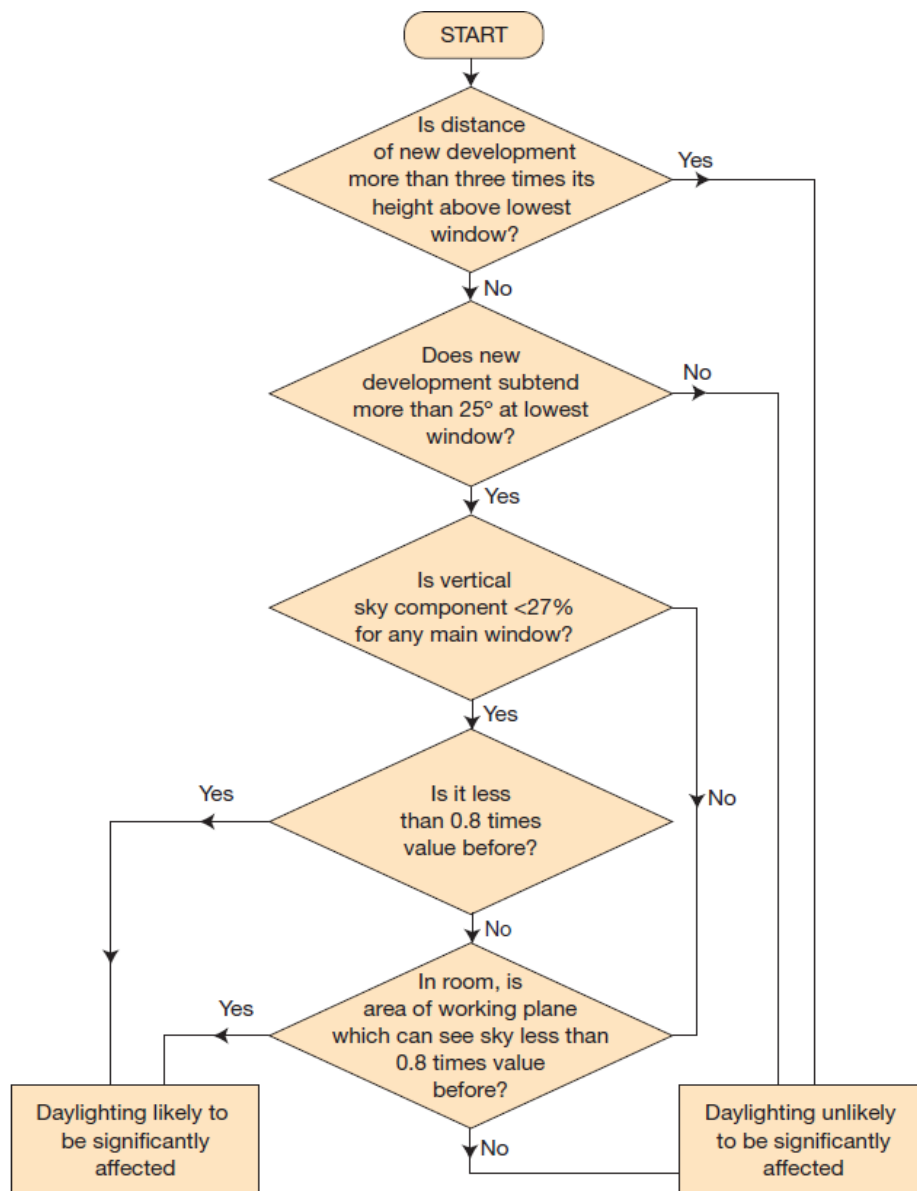 START
Is distance
of new development
more than three times its
height above lowest
window?
Yes
No
Does new
development subtend
more than 25º at lowest
window?
No
Yes
Is vertical
sky component <27%
for any main window?
Yes
No
Is it less
than 0.8 times
value before?
Yes
No
In room, is
area of working plane
which can see sky less than
0.8 times value
before?
Yes
No
Daylighting likely to
be significantly
affected
Daylighting unlikely
to be significantly
affected